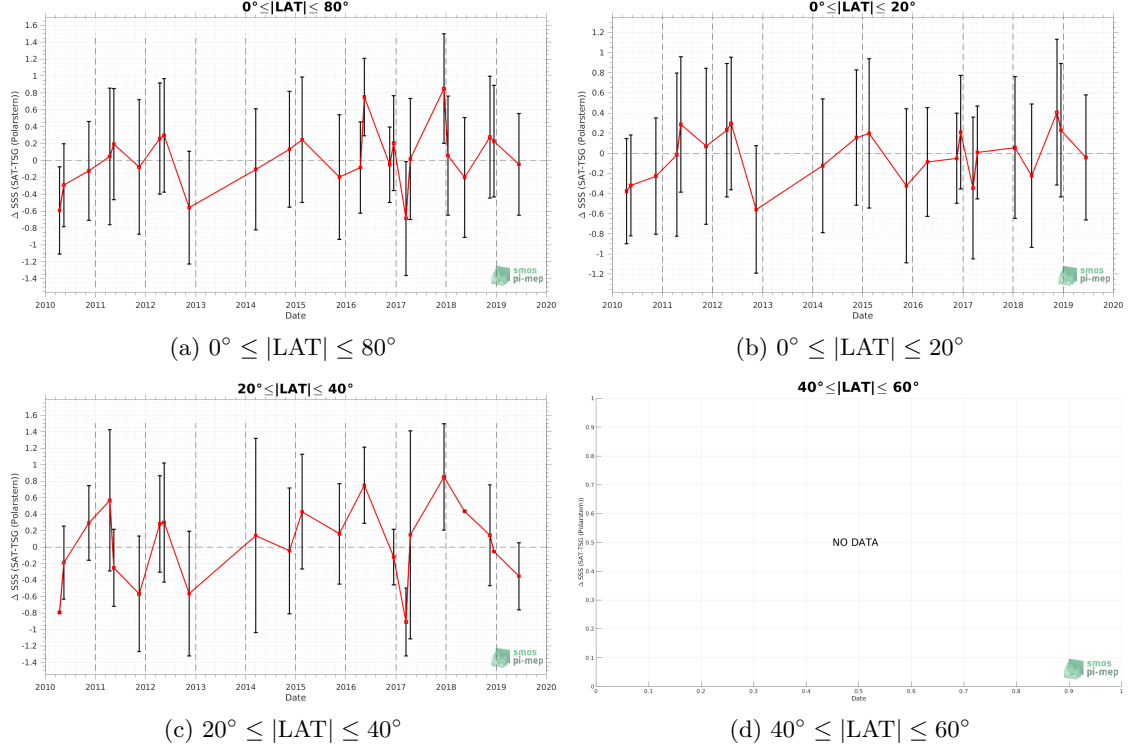 0°≤|LAT|≤ 80°
Δ SSS (SAT-TSG (Polarstern))
1.6
1.4
1.2
1
0.8
0.6
0.4
0.2
0
-0.2
-0.4
-0.6
-0.8
-1
-1.2
-1.4
2010 2011 2012 2013 2014 2015 2016 2017 2018 2019 2020
Date
smos
pi-mep
(a) 0° ≤ |LAT| ≤ 80°
0°≤|LAT|≤ 20°
Δ SSS (SAT-TSG (Polarstern))
1.2
1
0.8
0.6
0.4
0.2
0
-0.2
-0.4
-0.6
-0.8
-1
-1.2
2010 2011 2012 2013 2014 2015 2016 2017 2018 2019 2020
Date
smos
pi-mep
(b) 0° ≤ |LAT| ≤ 20°
20°≤|LAT|≤ 40°
Δ SSS (SAT-TSG (Polarstern))
1.6
1.4
1.2
1
0.8
0.6
0.4
0.2
0
-0.2
-0.4
-0.6
-0.8
-1
-1.2
-1.4
2010 2011 2012 2013 2014 2015 2016 2017 2018 2019 2020
Date
smos
pi-mep
(c) 20° ≤ |LAT| ≤ 40°
40°≤|LAT|≤ 60°
Δ SSS (SAT-TSG (Polarstern))
1
0.9
0.8
0.7
0.6
0.5
0.4
0.3
0.2
0.1
0
NO DATA
0 0.1 0.2 0.3 0.4 0.5 0.6 0.7 0.8 0.9 1
Date
smos
pi-mep
(d) 40° ≤ |LAT| ≤ 60°